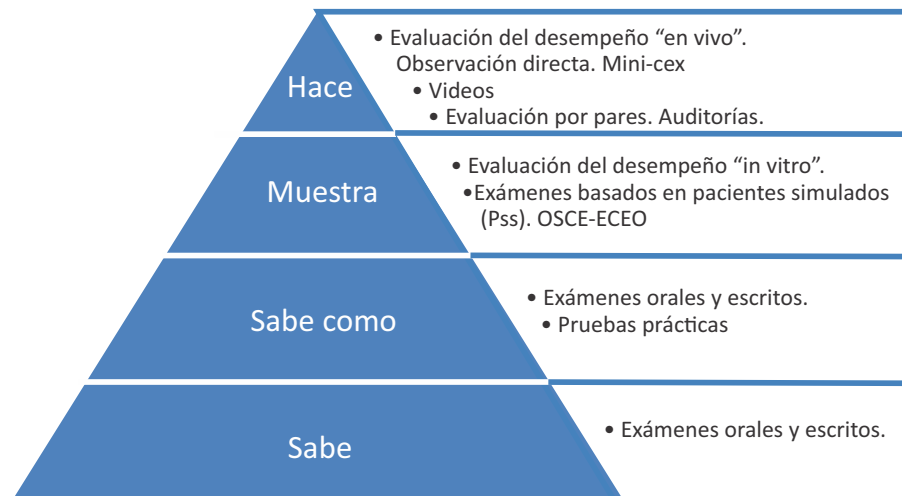 Hace
• Evaluación del desempeño “en vivo”.
Observación directa. Mini-cex
• Videos
• Evaluación por pares. Auditorías.
Muestra
• Evaluación del desempeño “in vitro”.
•Exámenes basados en pacientes simulados
(Pss). OSCE-ECEO
Sabe como
• Exámenes orales y escritos.
• Pruebas prácticas
Sabe
• Exámenes orales y escritos.